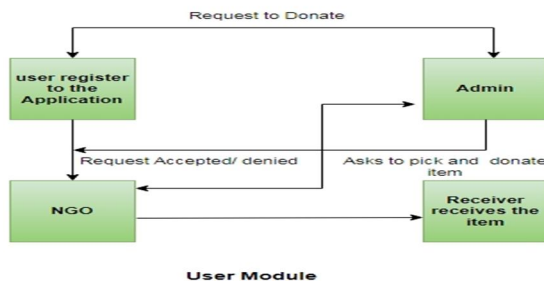 Request to Donate
user register
to the
Application
Admin
Request Accepted/ denied
Asks to pick and donate
item
NGO
Receiver
receives the
item
User Module